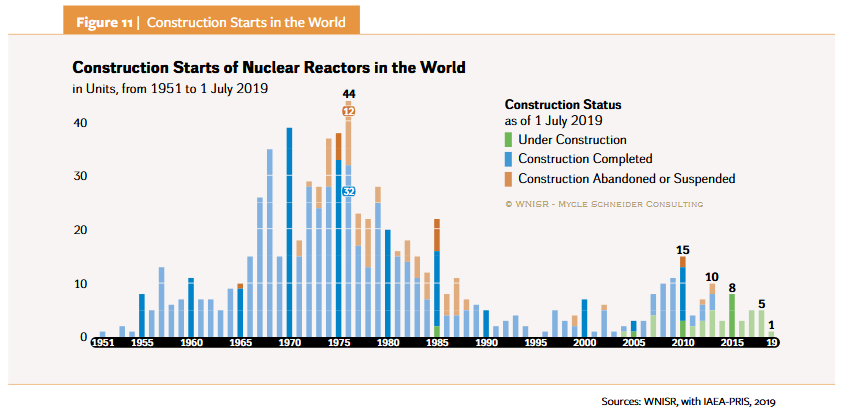 Figure 11 | Construction Starts in the World
Construction Starts of Nuclear Reactors in the World
in Units, from 1951 to 1 July 2019
44
12
32
40
30
20
10
0
Construction Status
as of 1 July 2019
Under Construction
Construction Completed
Construction Abandoned or Suspended
© WNISR - Mycle Schneider Consulting
15
10
8
5
1
1951 1955 1960 1965 1970 1975 1980 1985 1990 1995 2000 2005 2010 2015 19
Sources: WNISR, with IAEA-PRIS, 2019